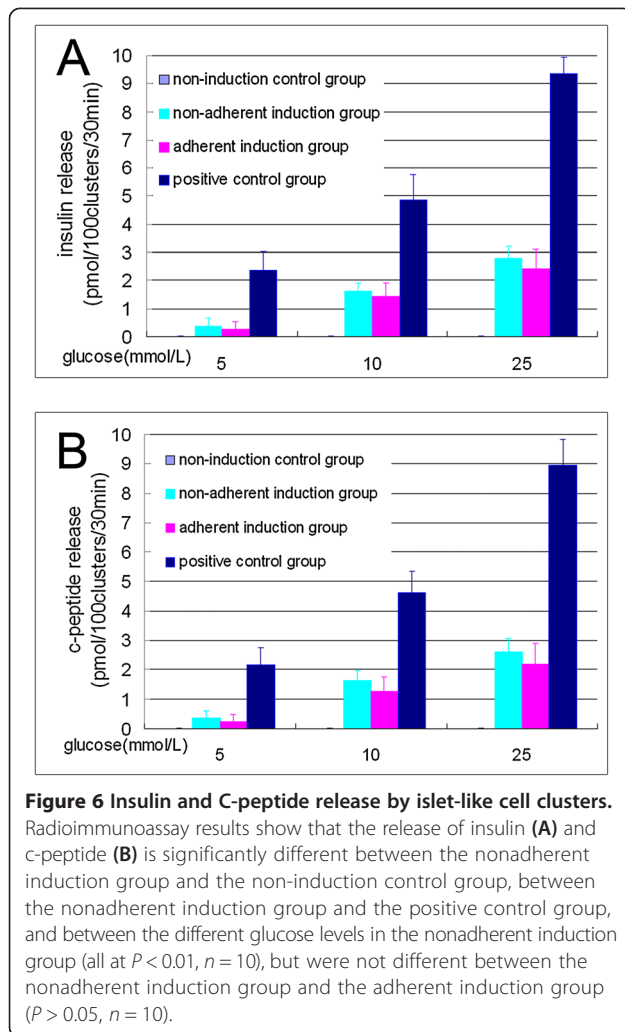 A
10
9
8
7
6
5
4
3
2
1
0
insulin release
(pmol/100clusters/30min)
non-induction control group
non-adherent induction group
adherent induction group
positive control group
glucose(mmol/L)
5 10 25
B
10
9
8
7
6
5
4
3
2
1
0
c-peptide release
(pmol/100clusters/30min)
non-induction control group
non-adherent induction group
adherent induction group
positive control group
glucose(mmol/L)
5 10 25
Figure 6 Insulin and C-peptide release by islet-like cell clusters.
Radioimmunoassay results show that the release of insulin (A) and
c-peptide (B) is significantly different between the nonadherent
induction group and the non-induction control group, between
the nonadherent induction group and the positive control group,
and between the different glucose levels in the nonadherent induction
group (all at P < 0.01, n = 10), but were not different between the
nonadherent induction group and the adherent induction group
(P > 0.05, n = 10).